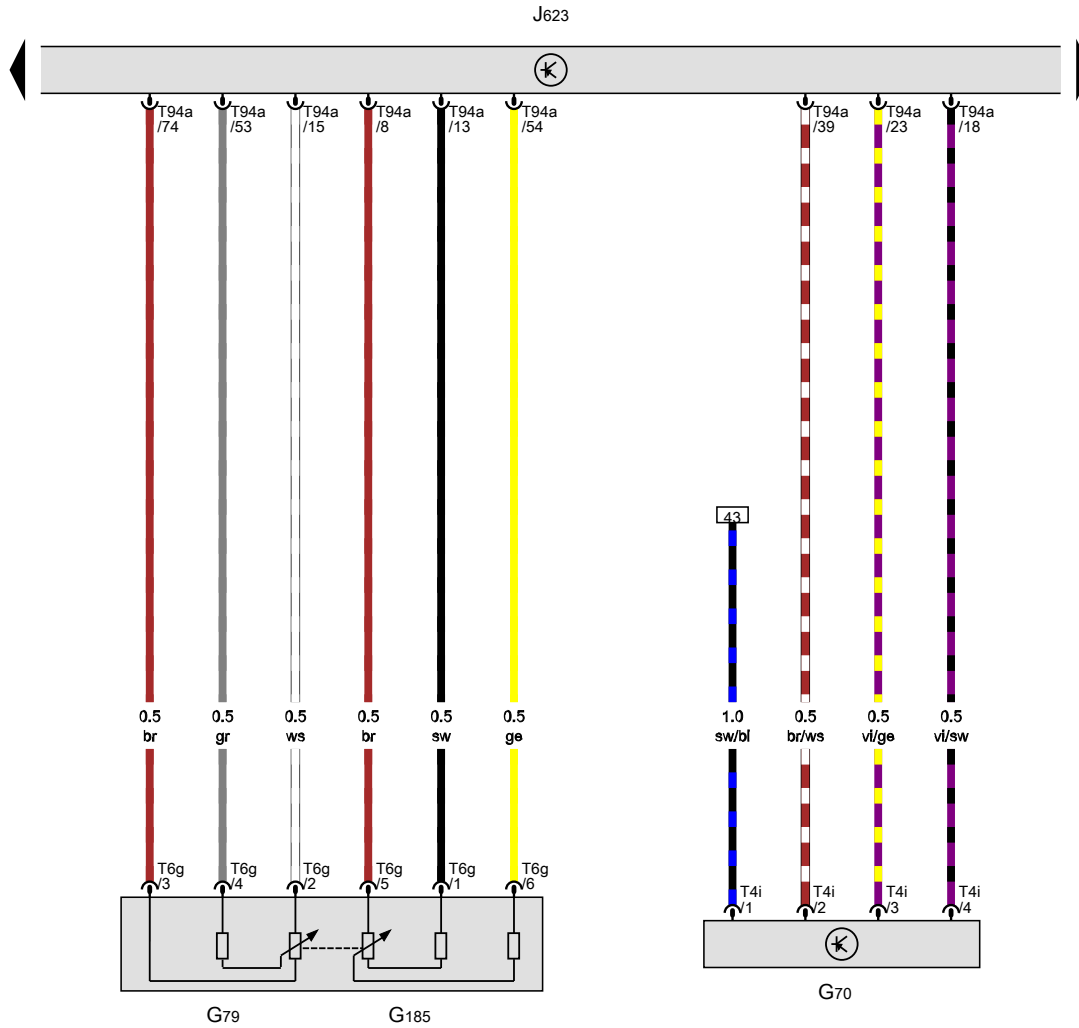 J623
T94a T94a T94a T94a T94a T94a T94a T94a T94a
/74 /53 /15 /8 /13 /54 /39 /23 /18
43
0.5 0.5 0.5 0.5 0.5 0.5 1.0 0.5 0.5 0.5
br gr ws br sw ge sw/bl br/ws vi/ge vi/sw
T6g T6g T6g T6g T6g T6g
/3 /4 /2 /5 /1 /6
T4i T4i T4i T4i
/1 /2 /3 /4
G70
G79 G185